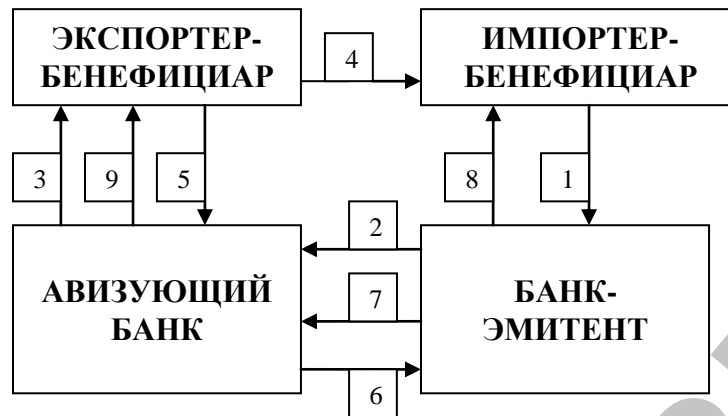 ЭКСПОРТЕР-
БЕНЕФИЦИАР
4
ИМПОРТЕР-
БЕНЕФИЦИАР
3
9
5
8
1
2
АВИЗУЮЩИЙ
БАНК
7
БАНК-
ЭМИТЕНТ
6